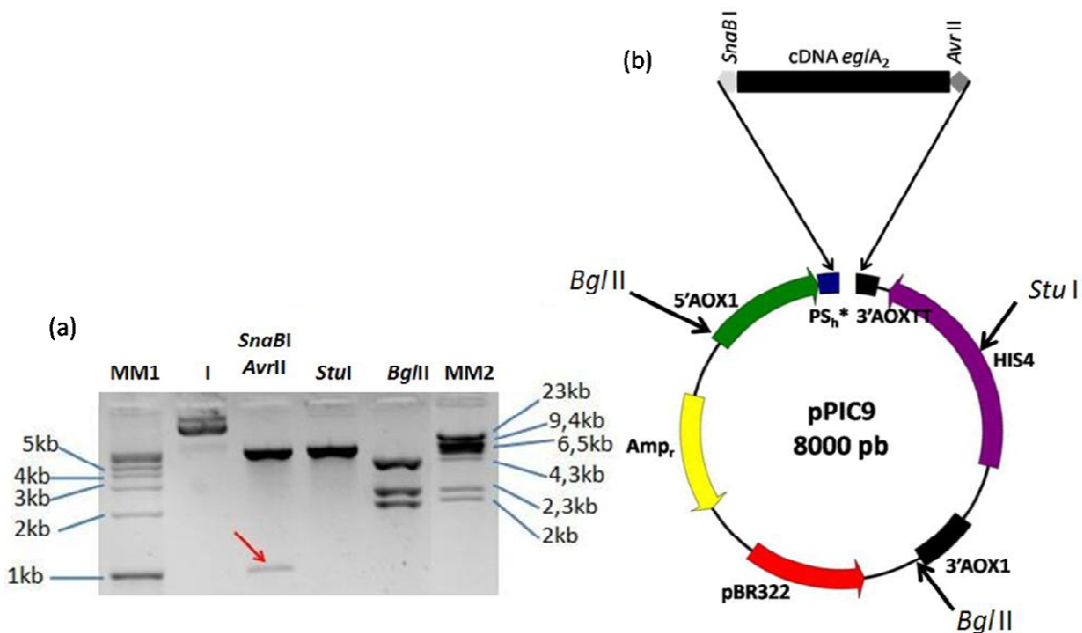 (a)
SnaBI
AvrII
MM1
I
StuI
BglII
MM2
5kb
4kb
3kb
2kb
1kb
23kb
9,4kb
6,5kb
4,3kb
2,3kb
2kb
(b)
SnaB I
cDNA eglA₂
Avr II
Bgl II
5'AOX1
PSh*
3'AOXTT
Stu I
HIS4
pPIC9
8000 pb
Ampr
pBR322
3'AOX1
Bgl II